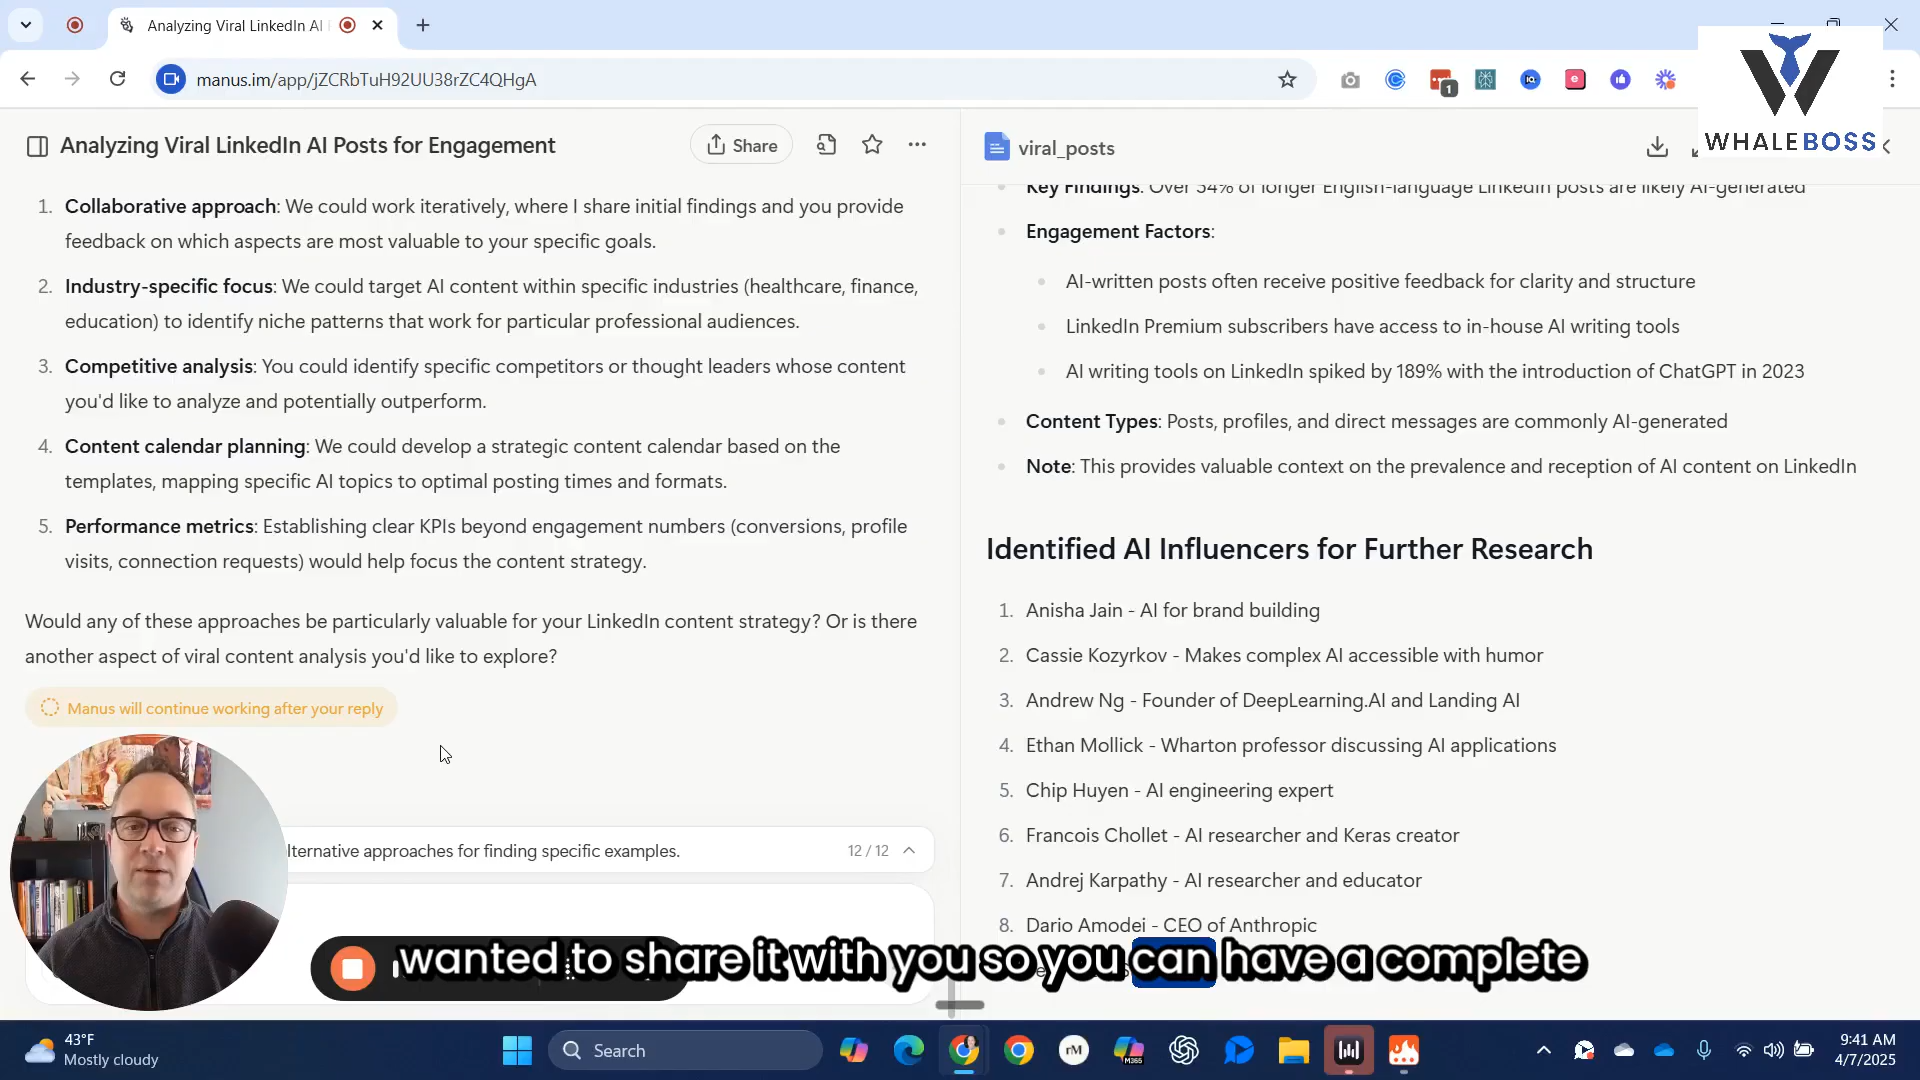 Analyzing Viral LinkedIn AI
manus.im/app/jZCRbTuH92UU38rZC4QHgA
1
WHALEBOSS
Analyzing Viral LinkedIn AI Posts for Engagement
Share
1. Collaborative approach: We could work iteratively, where I share initial findings and you provide
feedback on which aspects are most valuable to your specific goals.
2. Industry-specific focus: We could target AI content within specific industries (healthcare, finance,
education) to identify niche patterns that work for particular professional audiences.
3. Competitive analysis: You could identify specific competitors or thought leaders whose content
you'd like to analyze and potentially outperform.
4. Content calendar planning: We could develop a strategic content calendar based on the
templates, mapping specific AI topics to optimal posting times and formats.
5. Performance metrics: Establishing clear KPIs beyond engagement numbers (conversions, profile
visits, connection requests) would help focus the content strategy.
Would any of these approaches be particularly valuable for your LinkedIn content strategy? Or is there
another aspect of viral content analysis you'd like to explore?
Manus will continue working after your reply
lternative approaches for finding specific examples.
12 / 12
viral_posts
Key Findings: Over 54% of longer English-language LinkedIn posts are likely AI-generated
Engagement Factors:
AI-written posts often receive positive feedback for clarity and structure
LinkedIn Premium subscribers have access to in-house AI writing tools
AI writing tools on LinkedIn spiked by 189% with the introduction of ChatGPT in 2023
Content Types: Posts, profiles, and direct messages are commonly AI-generated
Note: This provides valuable context on the prevalence and reception of AI content on LinkedIn
Identified AI Influencers for Further Research
1. Anisha Jain - AI for brand building
2. Cassie Kozyrkov - Makes complex AI accessible with humor
3. Andrew Ng - Founder of DeepLearning.AI and Landing AI
4. Ethan Mollick - Wharton professor discussing AI applications
5. Chip Huyen - AI engineering expert
6. Francois Chollet - AI researcher and Keras creator
7. Andrej Karpathy - AI researcher and educator
8. Dario Amodei - CEO of Anthropic
wanted to share it with you so you can have a complete
43°F
Mostly cloudy
Search
rM
M365
9:41 AM
4/7/2025